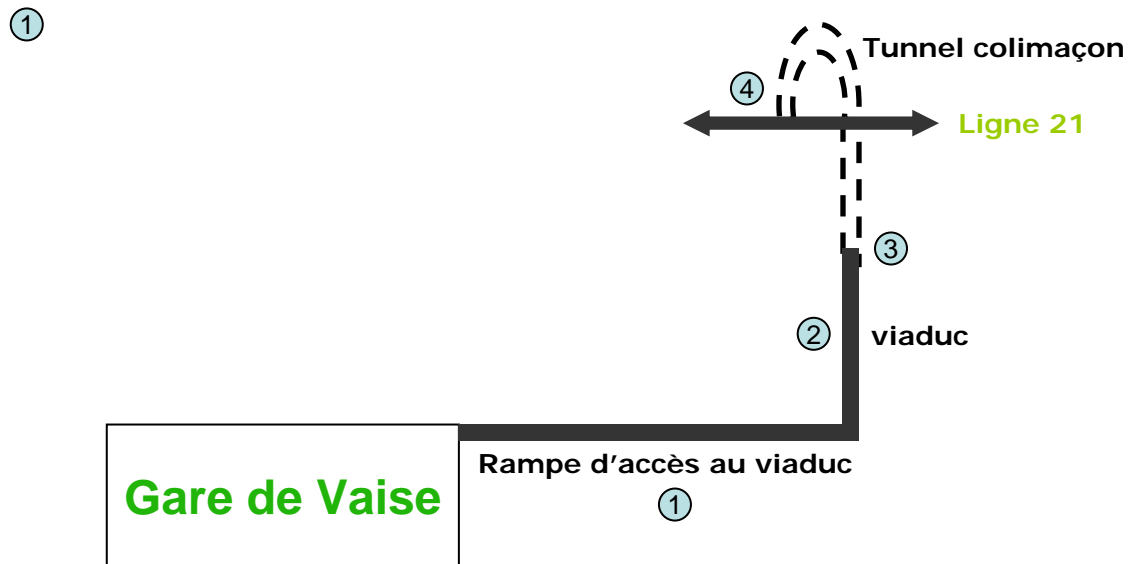 1
Tunnel colimaçon
4
Ligne 21
3
2
viaduc
Rampe d’accès au viaduc
Gare de Vaise
1